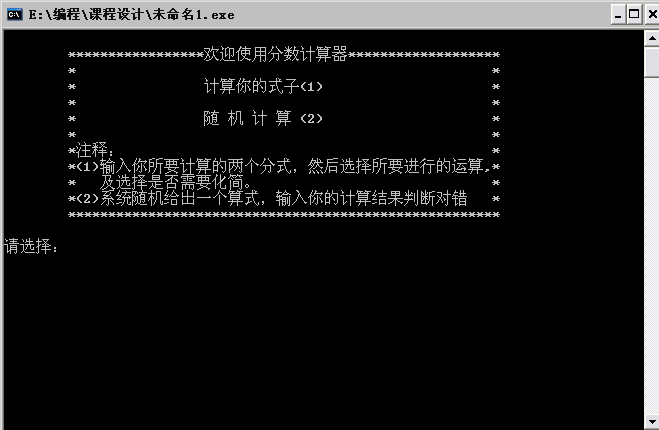 E:\编程\课程设计\未命名1.exe
*****************欢迎使用分数计算器*******************
* *
* 计算你的式子(1) *
* *
* 随 机 计 算 (2) *
* *
*注释: *
*(1)输入你所要计算的两个分式，然后选择所要进行的运算,*
* 及选择是否需要化简。 *
*(2)系统随机给出一个算式，输入你的计算结果判断对错 *
******************************************************
请选择: